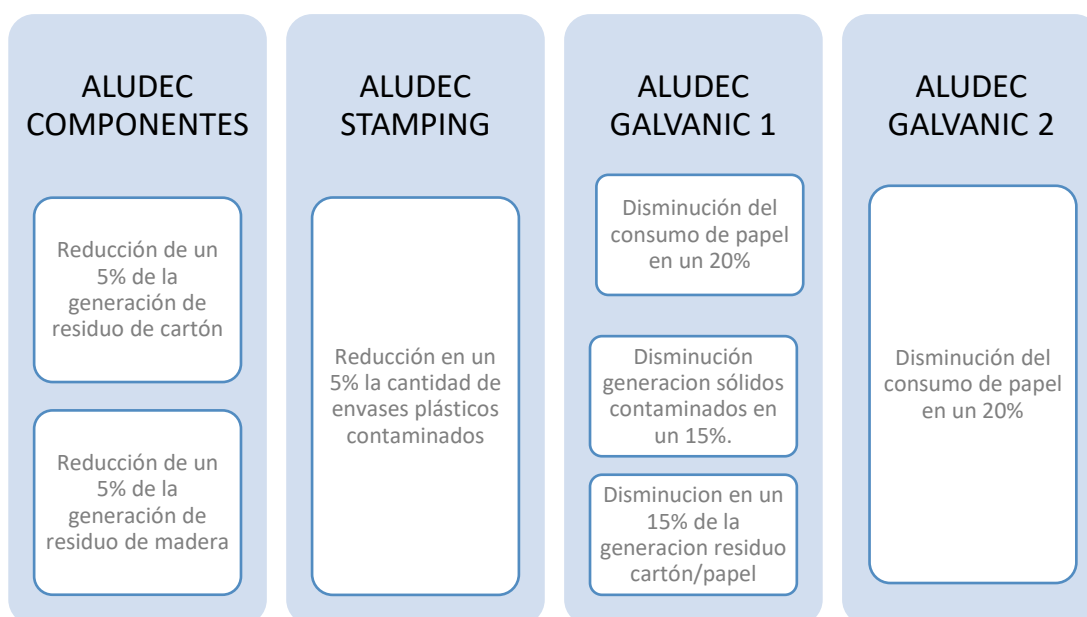 ALUDEC
COMPONENTES
Reducción de un
5% de la
generación de
residuo de cartón
Reducción de un
5% de la
generación de
residuo de madera
ALUDEC
STAMPING
Reducción en un
5% la cantidad de
envases plásticos
contaminados
ALUDEC
GALVANIC 1
Disminución del
consumo de papel
en un 20%
Disminución
generacion sólidos
contaminados en
un 15%.
Disminucion en un
15% de la
generacion residuo
cartón/papel
ALUDEC
GALVANIC 2
Disminución del
consumo de papel
en un 20%